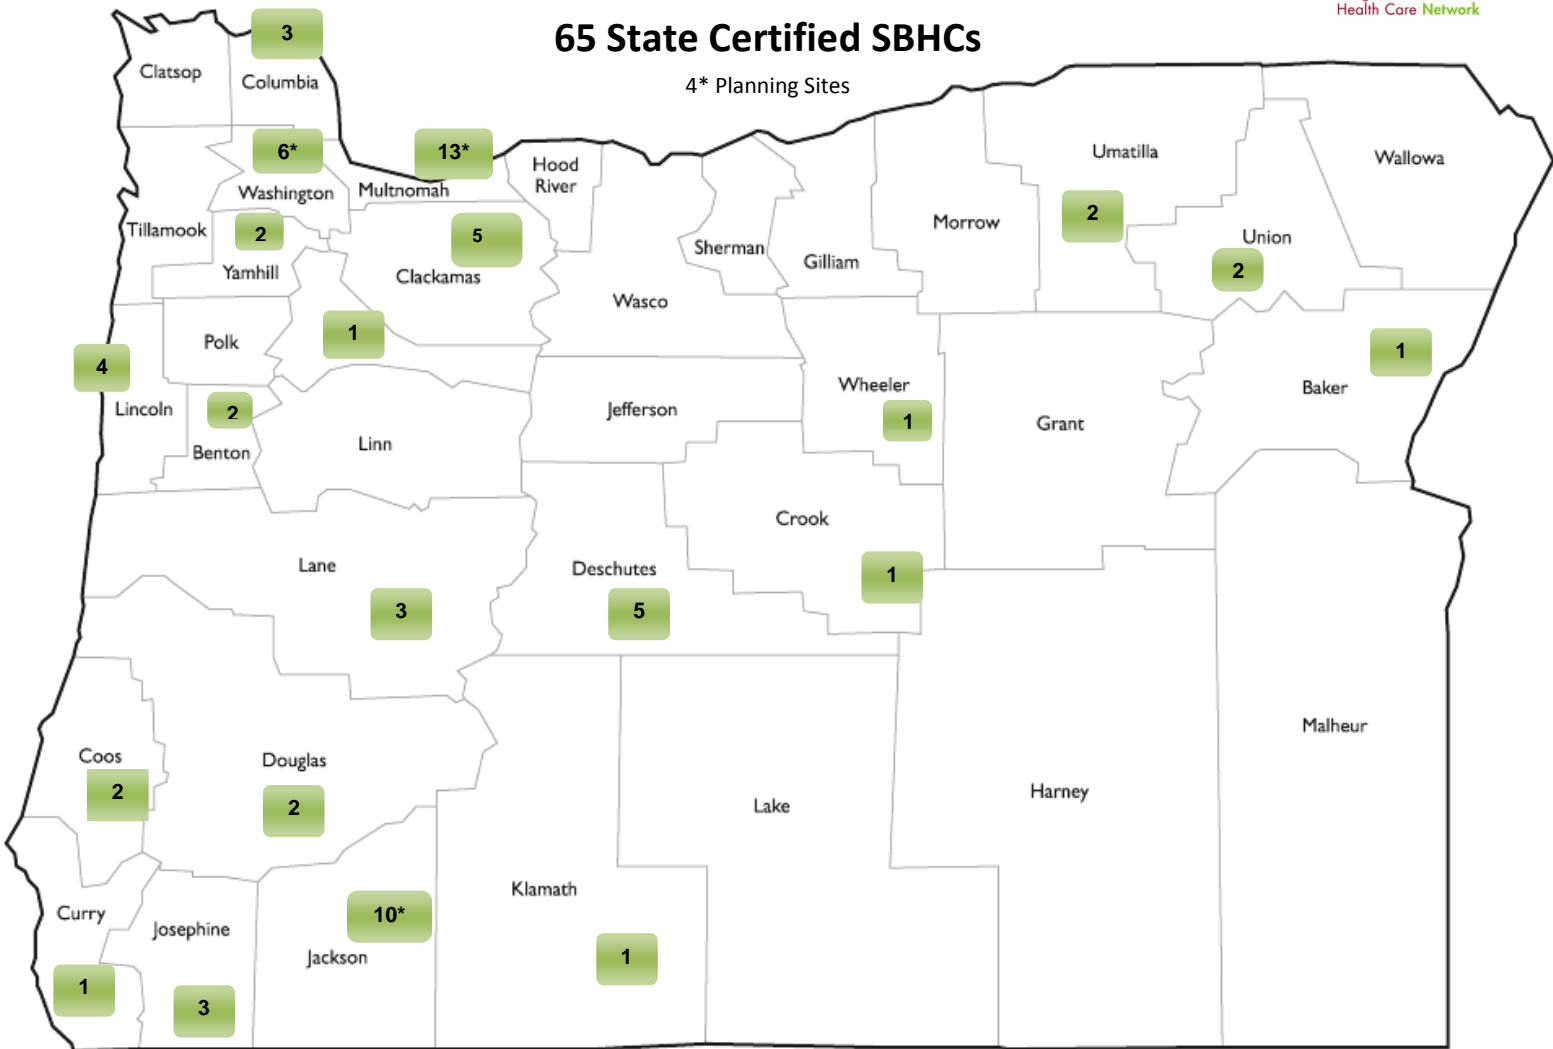 Health Care Network
65 State Certified SBHCs
4* Planning Sites
3
Clatsop
Columbia
6*
13*
Washington
Multnomah
Hood
River
Umatilla
Wallowa
Tillamook
2
5
Yamhill
Clackamas
Sherman
Gilliam
Morrow
2
Union
2
Wasco
Polk
1
4
Lincoln
2
Benton
Linn
Jefferson
Wheeler
1
Grant
Baker
1
Lane
3
Deschutes
5
Crook
1
Coos
2
Douglas
2
Lake
Harney
Malheur
Curry
1
Josephine
3
10*
Jackson
Klamath
1